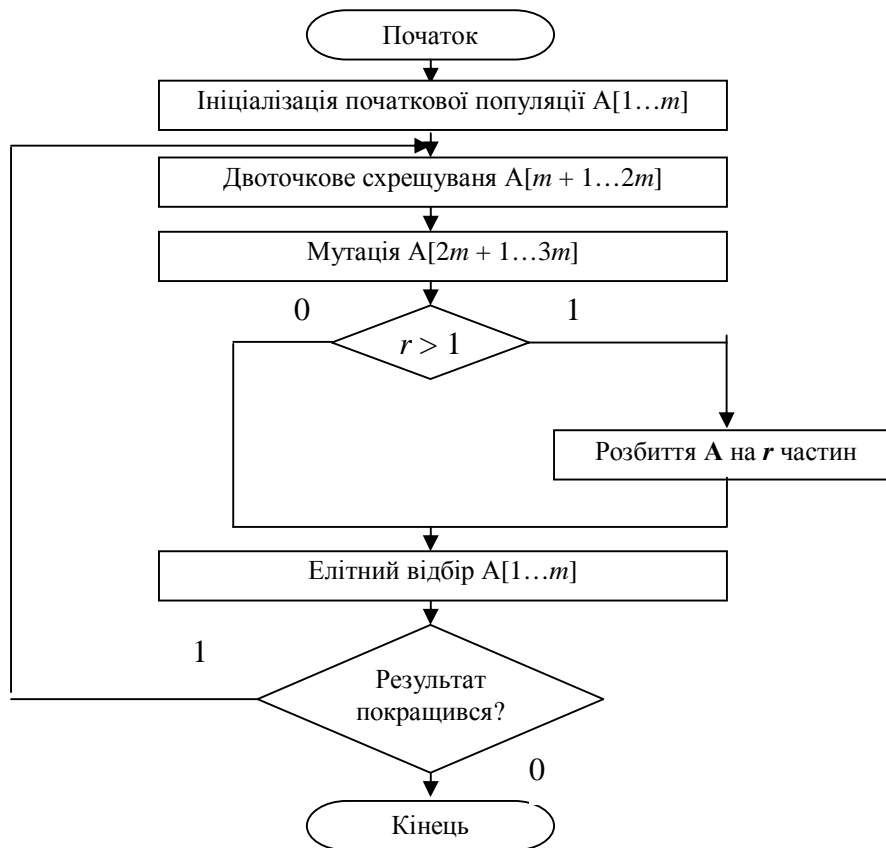 Початок
Ініціалізація початкової популяції A[1…m]
Двоточкове схрещуваня A[m + 1…2m]
Мутація A[2m + 1…3m]
0
1
r > 1
Розбиття A на r частин
Елітний відбір A[1…m]
1
Результат
покращився?
0
Кінець